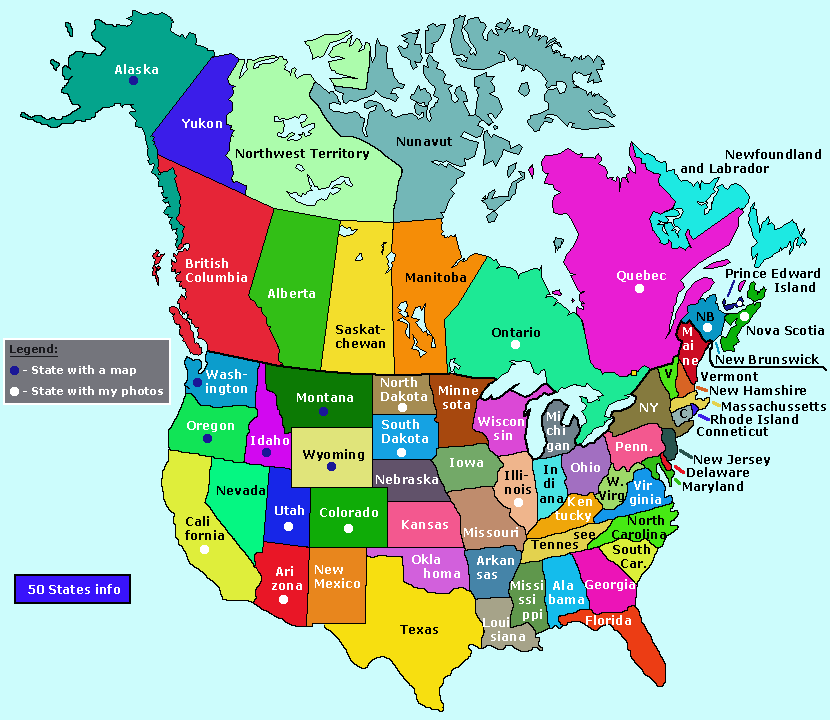 Alaska
Yukon
Northwest Territory
Nunavut
Newfoundland
and Labrador
British
Columbia
Alberta
Saskat-
chewan
Manitoba
Ontario
Quebec
Prince Edward
Island
NB
Nova Scotia
New Brunswick
Legend:
- State with a map
- State with my photos
Wash-
ington
Oregon
Idaho
Montana
North
Dakota
South
Dakota
Minne
sota
Wiscon
sin
Mi
chi
gan
NY
Ma
i
ne
V
Vermont
New Hamshire
Massachussetts
C
Rhode Island
Connecticut
New Jersey
Delaware
Maryland
Wyoming
Nebraska
Iowa
Illi-
nois
In
di
ana
Ohio
Penn.
W.
Virg
Vir
ginia
Cali
fornia
Nevada
Utah
Colorado
Kansas
Missouri
Ken
tucky
Tennes
see
North
Carolina
South
Car.
Ari
zona
New
Mexico
Okla
homa
Arkan
sas
Missi
ssi
ppi
Ala
bama
Georgia
Texas
Loui
siana
Florida
50 States info